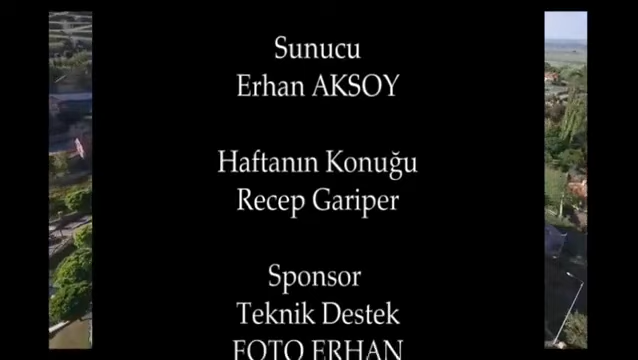 Sunucu
Erhan AKSOY
Haftanın Konuğu
Recep Gariper
Sponsor
Teknik Destek
FOTO ERHAN